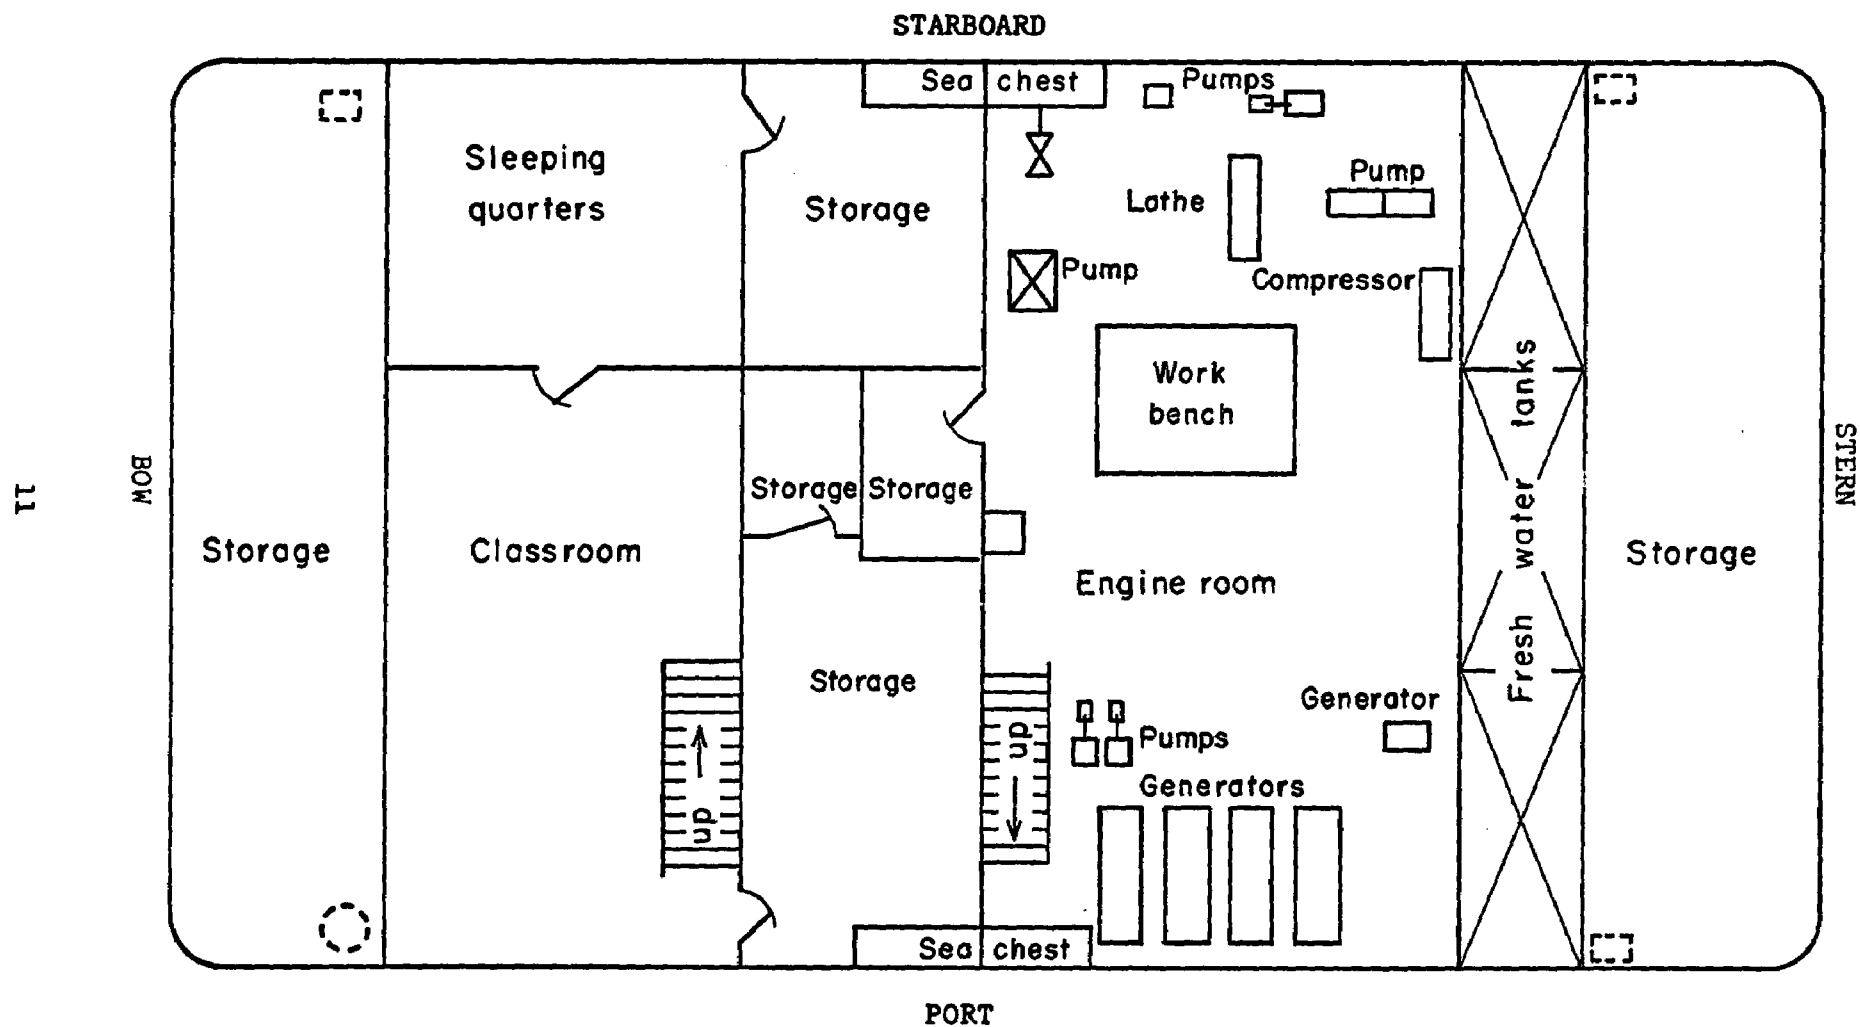 STARBOARD
Sea chest
Pumps
Sleeping
quarters
Storage
Lathe
Pump
Pump
Compressor
Work
bench
Fresh water tanks
BOW
STERN
11
Storage
Classroom
Storage
Storage
Engine room
Storage
Storage
up
up
Generator
Pumps
Generators
Sea chest
PORT